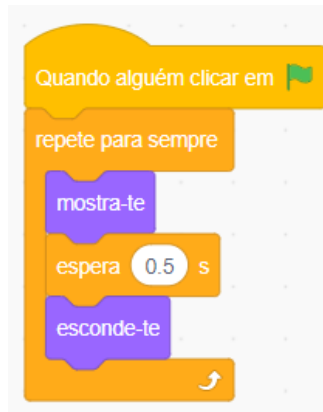 Quando alguém clicar em
repete para sempre
mostra-te
espera 0.5 s
esconde-te